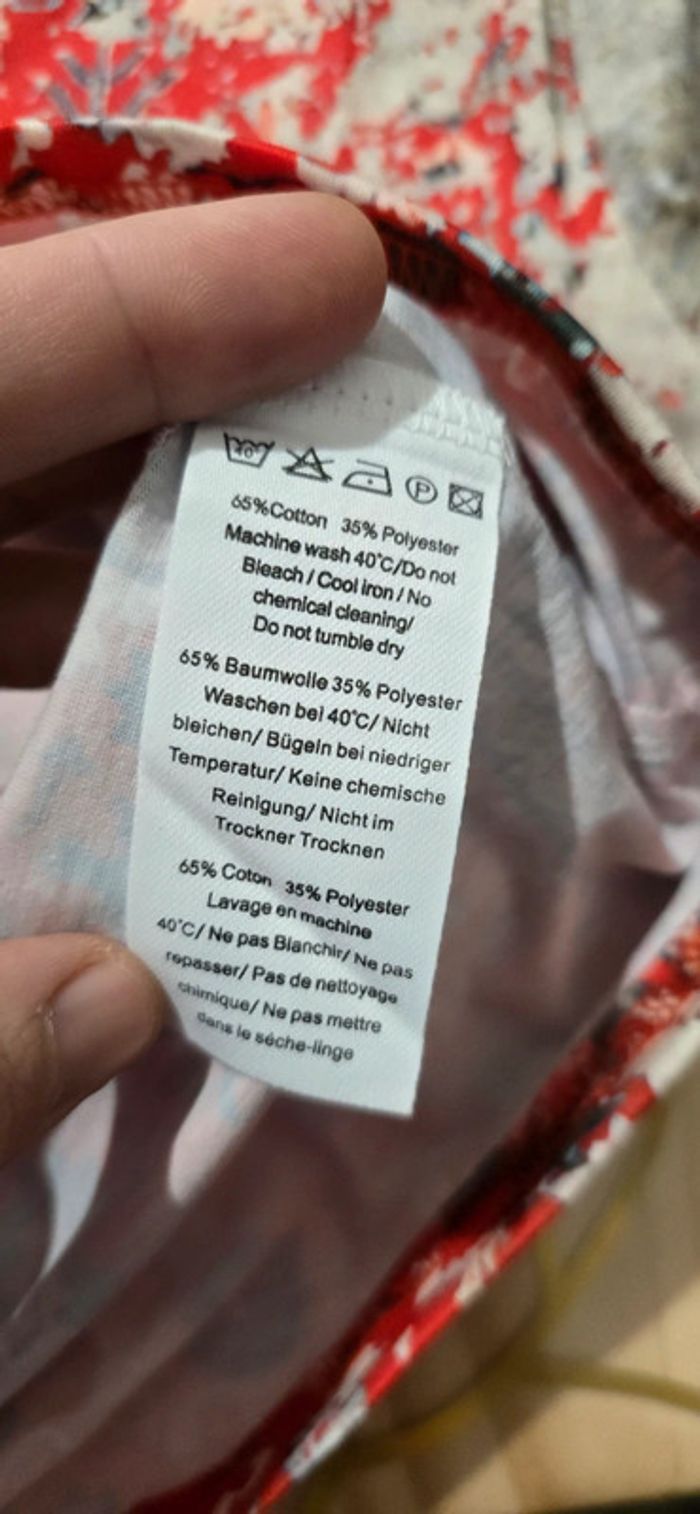 40°
P
65%Cotton 35% Polyester
Machine wash 40°C/Do not
Bleach / Cool iron / No
chemical cleaning/
Do not tumble dry
65% Baumwolle 35% Polyester
Waschen bei 40°C/ Nicht
bleichen/ Bügeln bei niedriger
Temperatur/ Keine chemische
Reinigung/ Nicht im
Trockner Trocknen
65% Coton 35% Polyester
Lavage en machine
40°C/ Ne pas Blanchir/ Ne pas
repasser/ Pas de nettoyage
chimique/ Ne pas mettre
dans le séche-linge